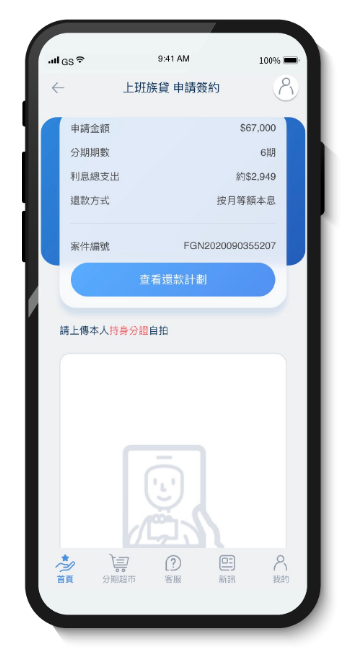 GS
9:41 AM
100%
上班族貸 申請簽約
申請金額 $67,000
分期期數 6期
利息總支出 約$2,949
還款方式 按月等額本息
案件編號 FGN2020090355207
查看還款計劃
請上傳本人持身分證自拍
首頁 分期超市 客服 新訊 我的